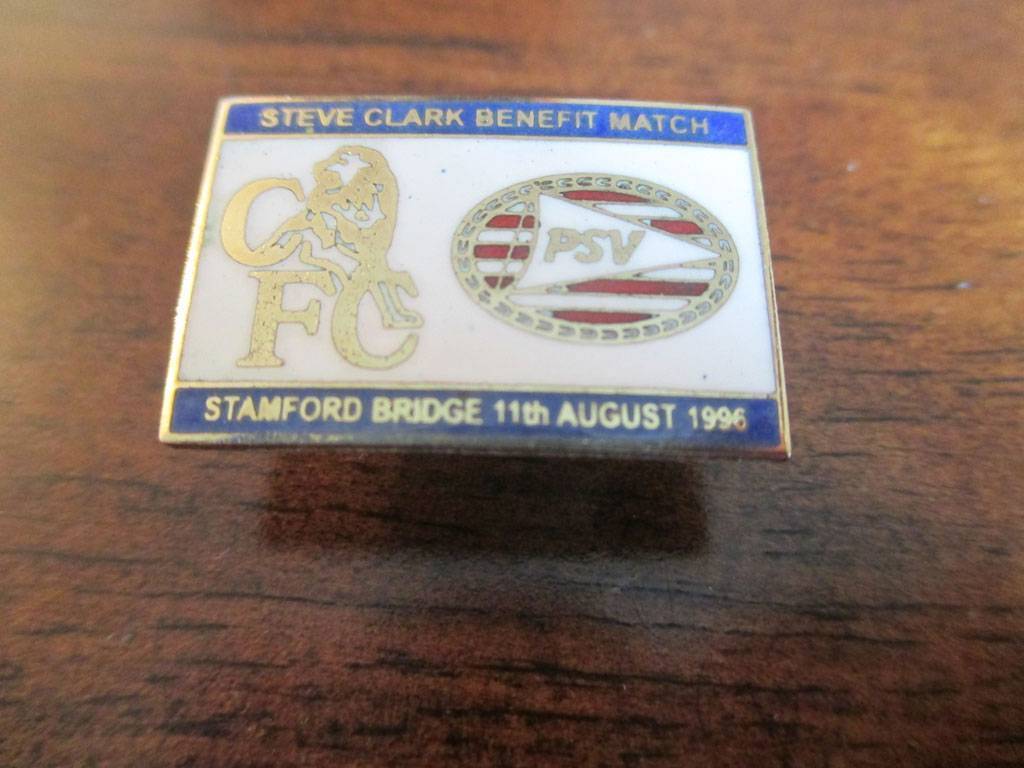 STEVE CLARK BENEFIT MATCH
CFC
PSV
STAMFORD BRIDGE 11th AUGUST 1996